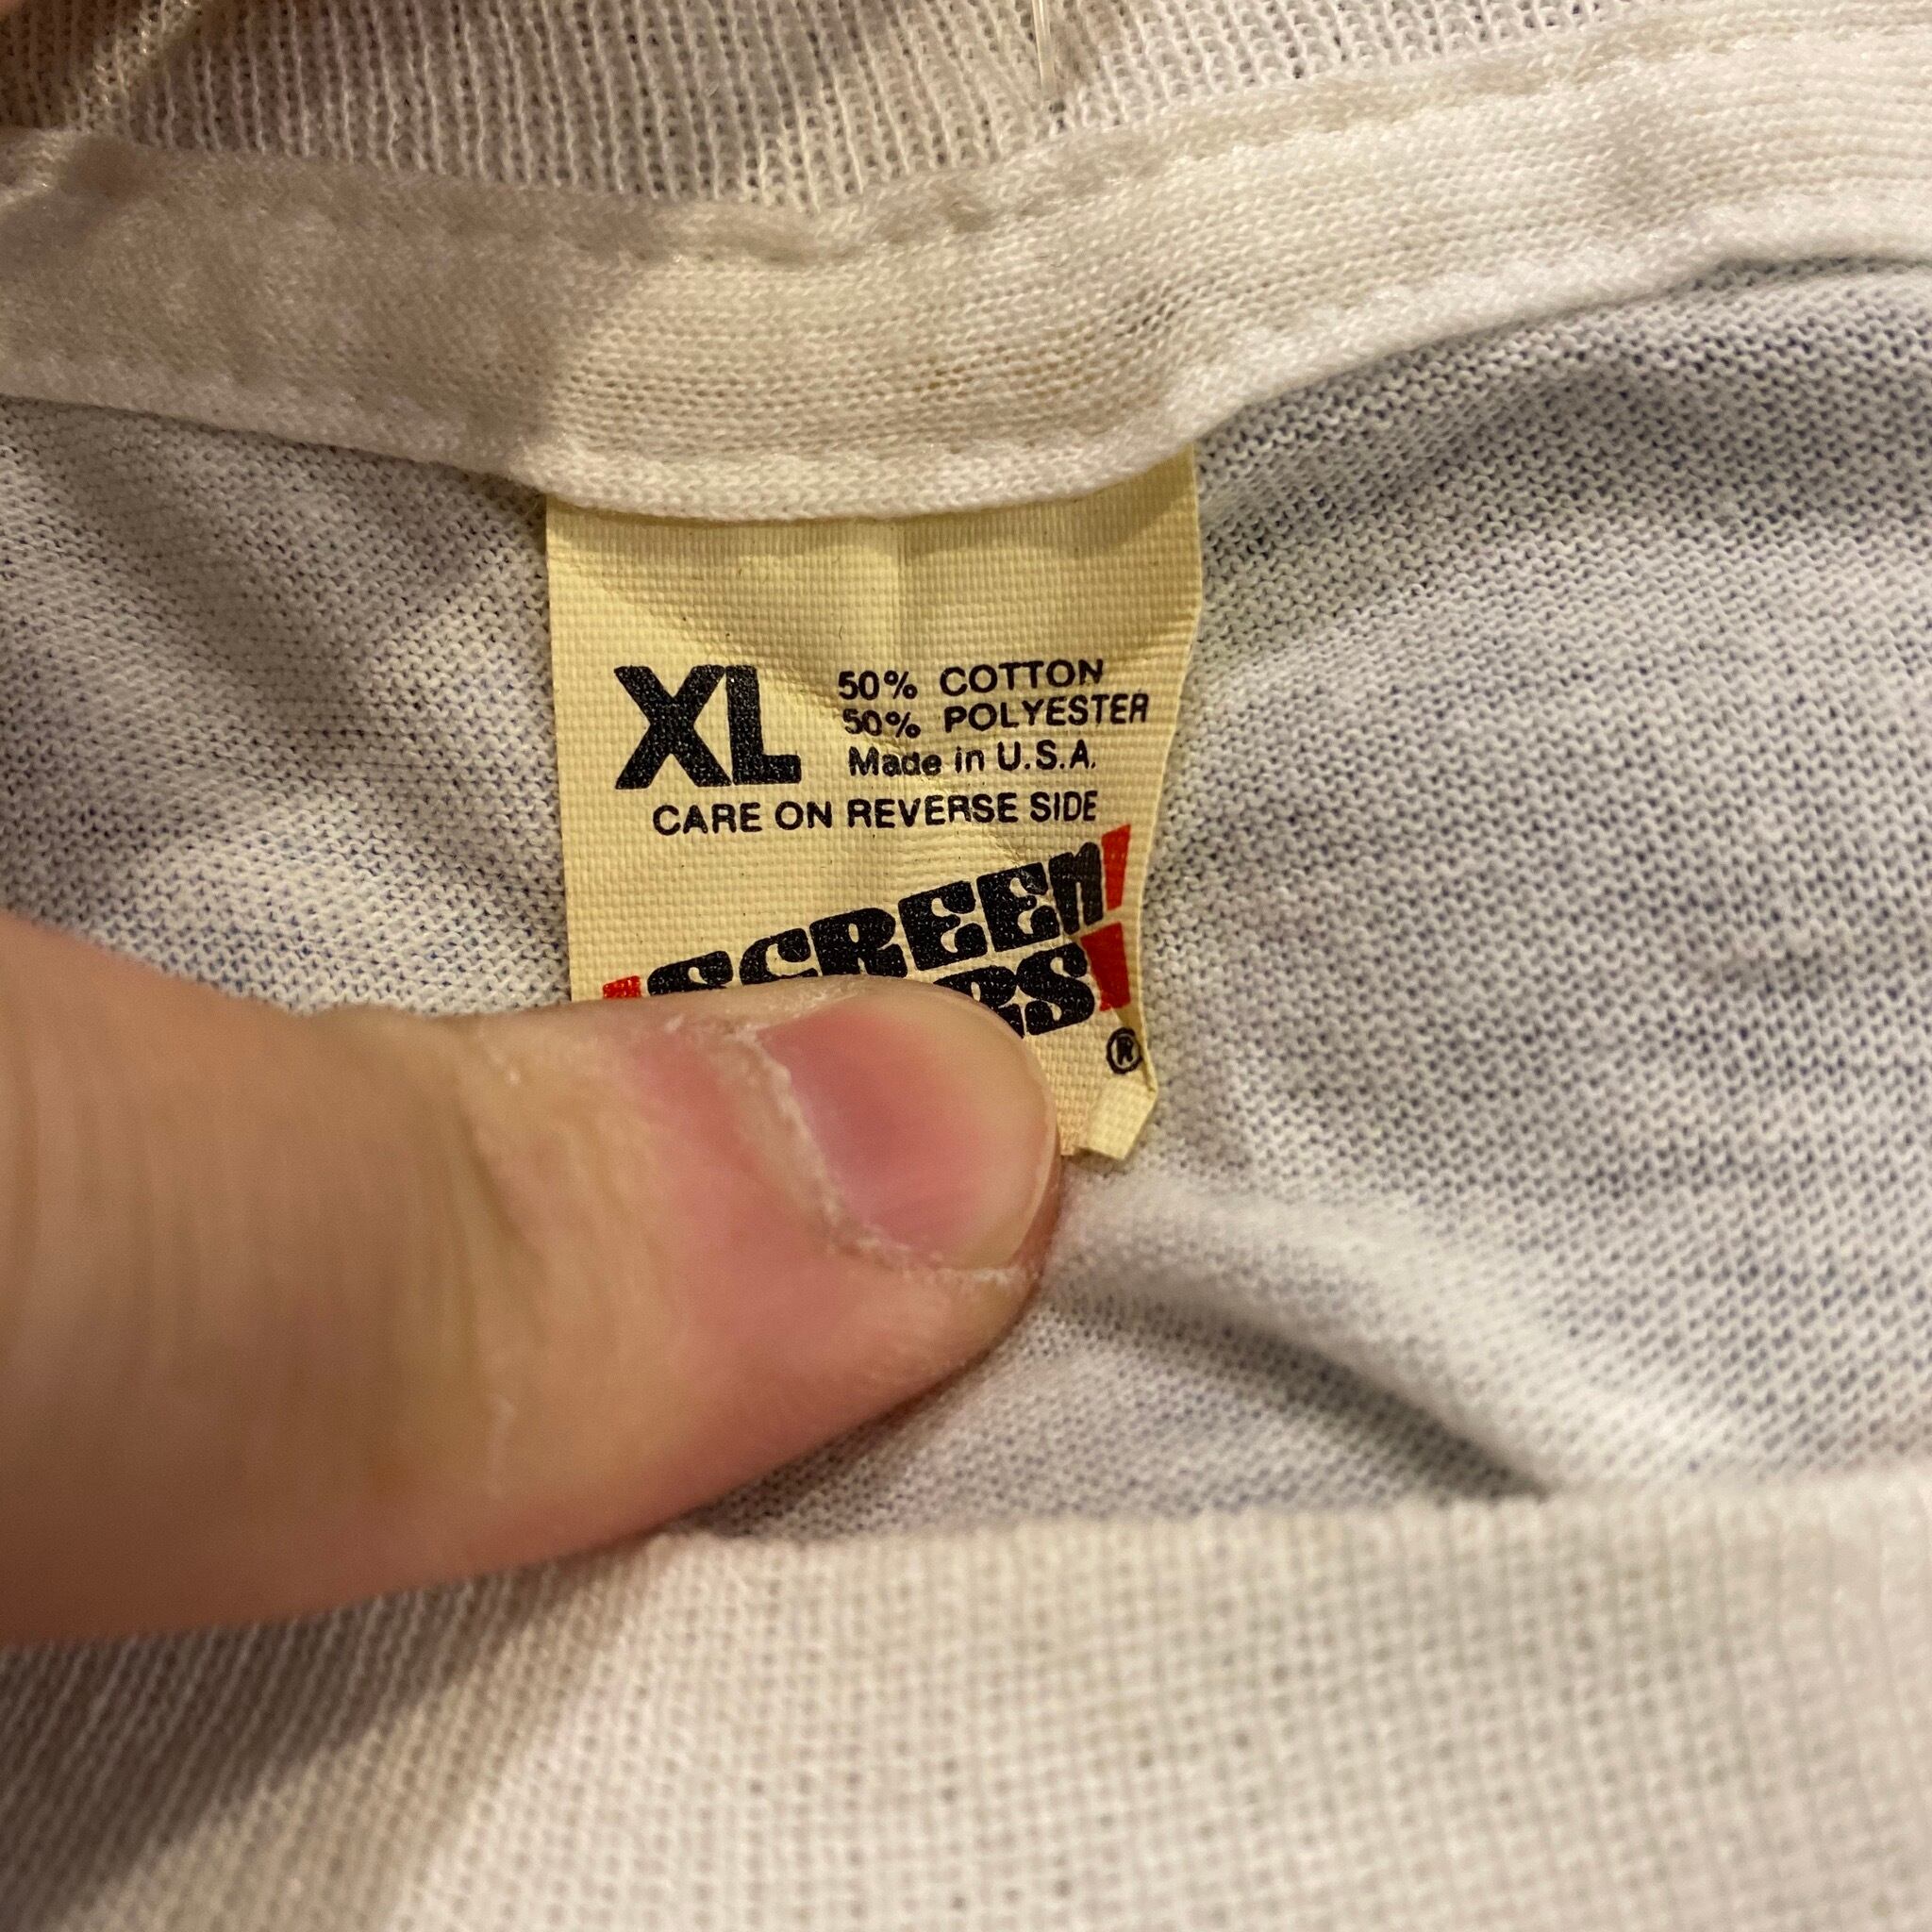 XL
50% COTTON
50% POLYESTER
Made in U.S.A.
CARE ON REVERSE SIDE
SCREEN
®